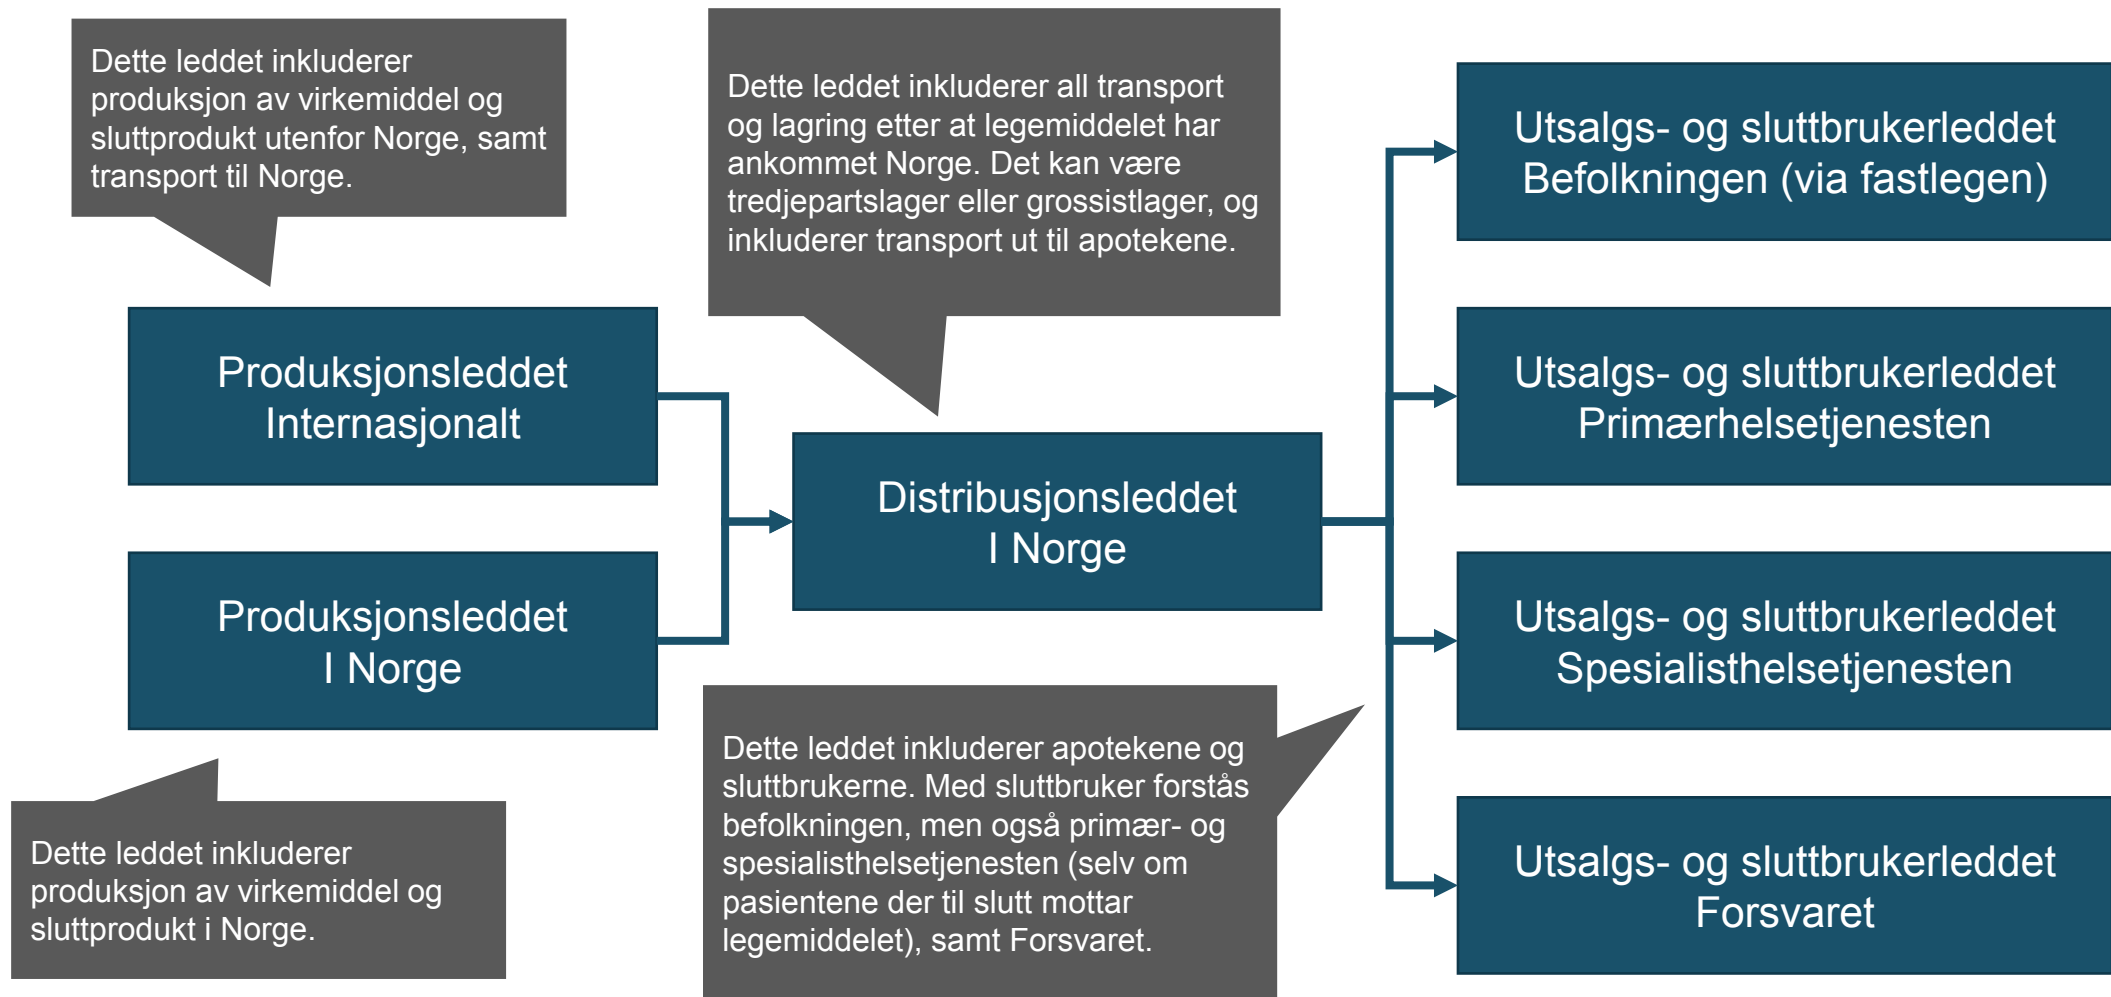 Dette leddet inkluderer
produksjon av virkemiddel og
sluttprodukt utenfor Norge, samt
transport til Norge.
Produksjonsleddet
Internasjonalt
Produksjonsleddet
I Norge
Dette leddet inkluderer
produksjon av virkemiddel og
sluttprodukt i Norge.
Dette leddet inkluderer all transport
og lagring etter at legemiddelet har
ankommet Norge. Det kan være
tredjepartslager eller grossistlager, og
inkluderer transport ut til apotekene.
Distribusjonsleddet
I Norge
Dette leddet inkluderer apotekene og
sluttbrukerne. Med sluttbruker forstås
befolkningen, men også primær- og
spesialisthelsetjenesten (selv om
pasientene der til slutt mottar
legemiddelet), samt Forsvaret.
Utsalgs- og sluttbrukerleddet
Befolkningen (via fastlegen)
Utsalgs- og sluttbrukerleddet
Primærhelsetjenesten
Utsalgs- og sluttbrukerleddet
Spesialisthelsetjenesten
Utsalgs- og sluttbrukerleddet
Forsvaret